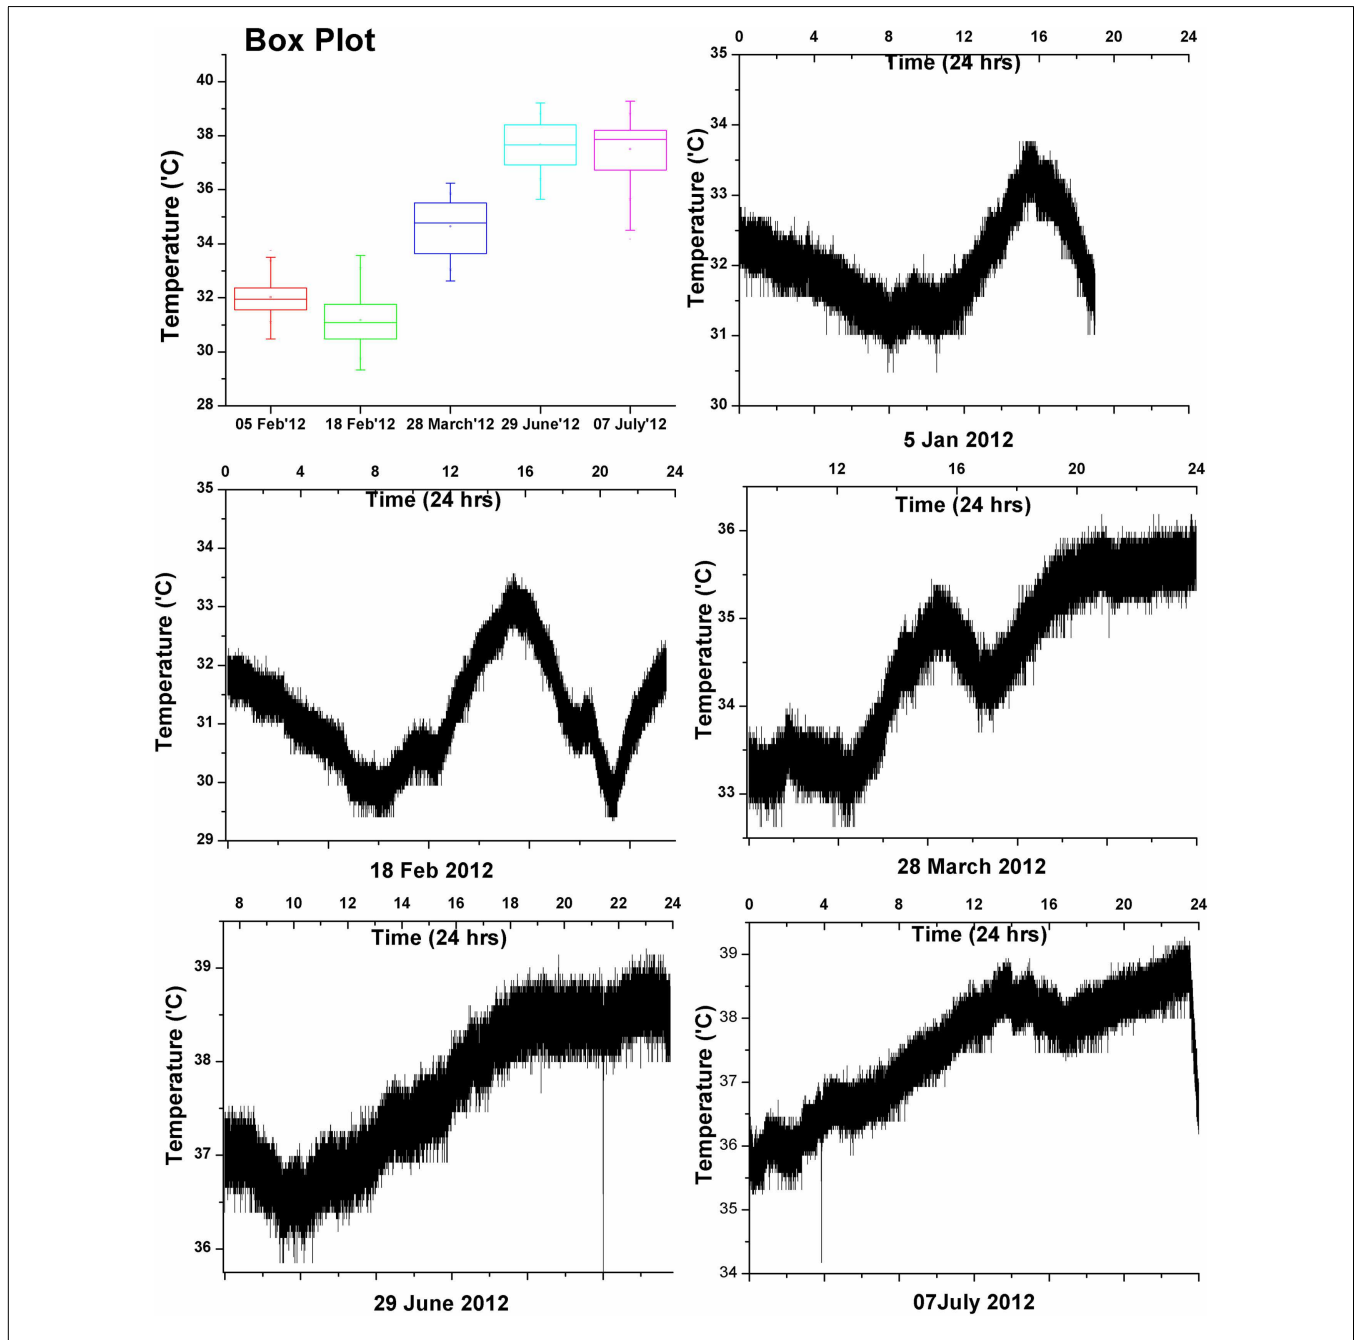 Box Plot
Temperature ('C)
40
38
36
34
32
30
28
05 Feb'12 18 Feb'12 28 March'12 29 June'12 07 July'12
0 4 8 12 16 20 24
Time (24 hrs)
Temperature ('C)
35
34
33
32
31
30
5 Jan 2012
0 4 8 12 16 20 24
Time (24 hrs)
Temperature ('C)
35
34
33
32
31
30
29
18 Feb 2012
12 16 20 24
Time (24 hrs)
Temperature ('C)
36
35
34
33
28 March 2012
8 10 12 14 16 18 20 22 24
Time (24 hrs)
Temperature ('C)
39
38
37
36
29 June 2012
0 4 8 12 16 20 24
Time (24 hrs)
Temperature ('C)
39
38
37
36
35
34
07July 2012